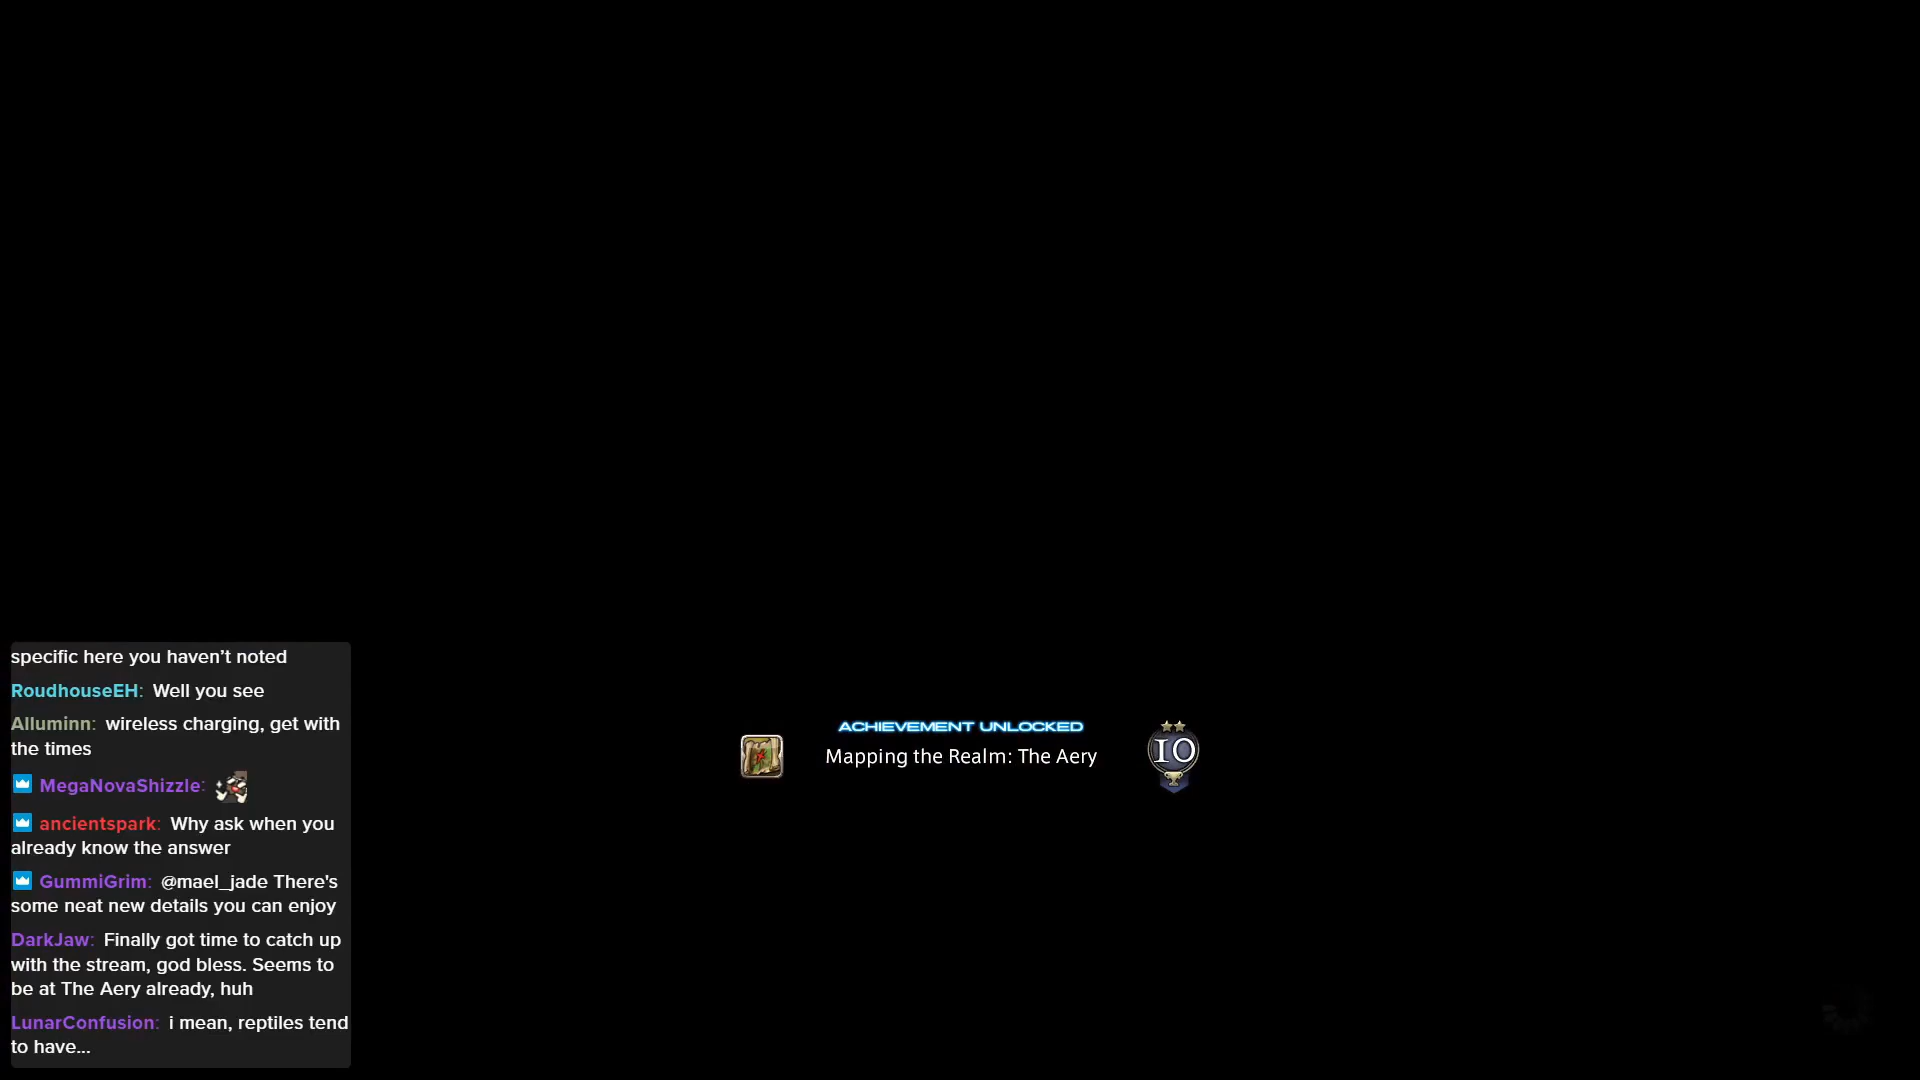 specific here you haven’t noted
RoudhouseEH: Well you see
Alluminn: wireless charging, get with
the times
MegaNovaShizzle:
ancientspark: Why ask when you
already know the answer
GummiGrim: @mael_jade There's
some neat new details you can enjoy
DarkJaw: Finally got time to catch up
with the stream, god bless. Seems to
be at The Aery already, huh
LunarConfusion: i mean, reptiles tend
to have...
ACHIEVEMENT UNLOCKED
Mapping the Realm: The Aery
10